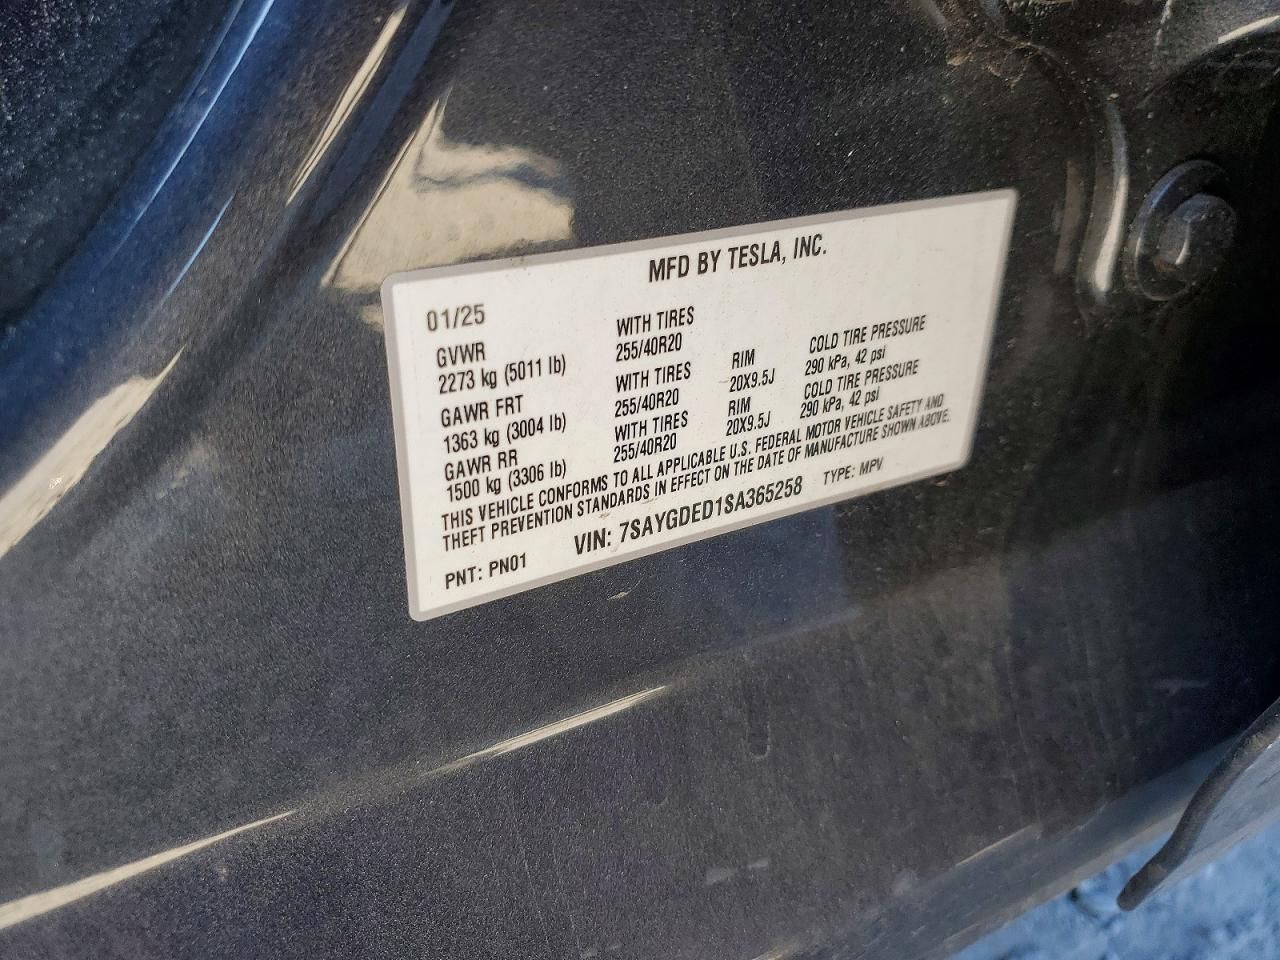 MFD BY TESLA, INC.
01/25
GVWR WITH TIRES
2273 kg (5011 lb) 255/40R20
GAWR FRT WITH TIRES RIM COLD TIRE PRESSURE
1363 kg (3004 lb) 255/40R20 20X9.5J 290 kPa, 42 psi
GAWR RR WITH TIRES RIM COLD TIRE PRESSURE
1500 kg (3306 lb) 255/40R20 20X9.5J 290 kPa, 42 psi
THIS VEHICLE CONFORMS TO ALL APPLICABLE U.S. FEDERAL MOTOR VEHICLE SAFETY AND
THEFT PREVENTION STANDARDS IN EFFECT ON THE DATE OF MANUFACTURE SHOWN ABOVE.
PNT: PN01 VIN: 7SAYGDED1SA365258 TYPE: MPV